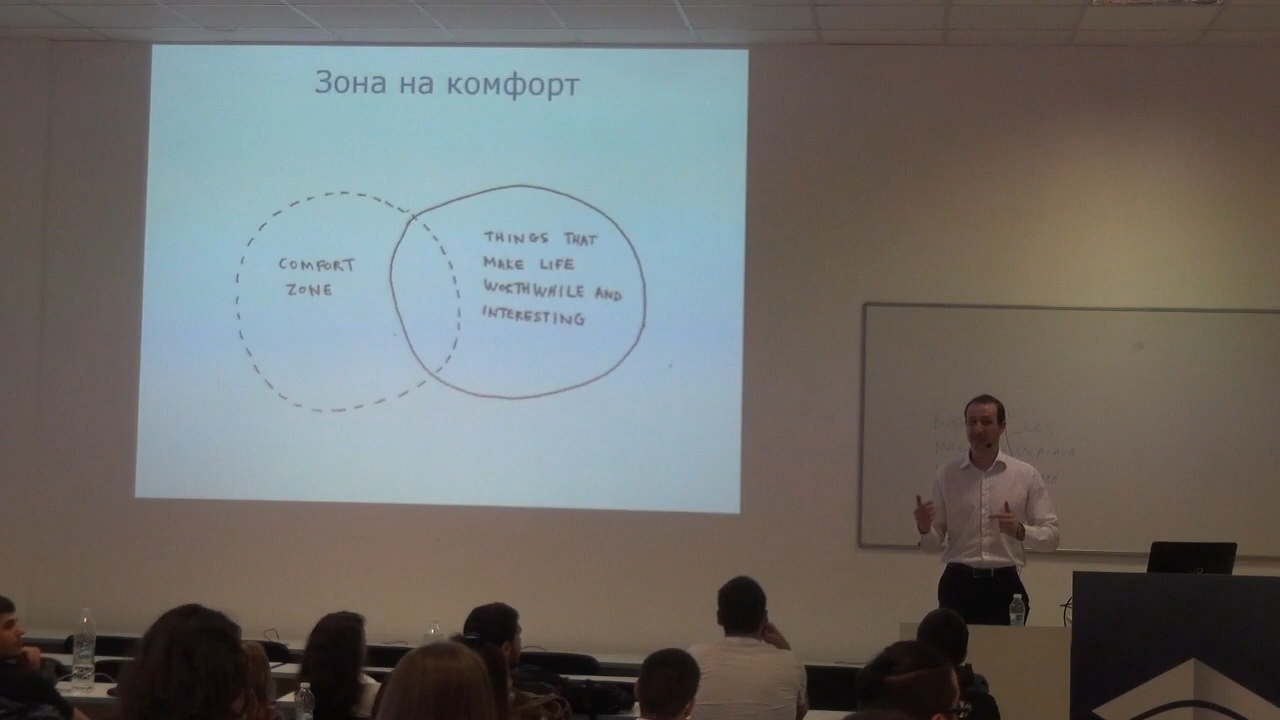 Зона на комфорт
COMFORT
ZONE
THINGS THAT
MAKE LIFE
WORTHWHILE AND
INTERESTING